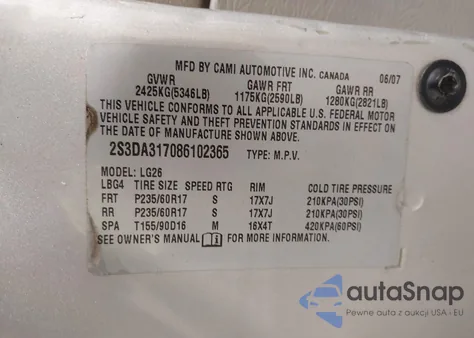 MFD BY CAMI AUTOMOTIVE INC. CANADA 06/07
GVWR GAWR FRT GAWR RR
2425KG(5346LB) 1175KG(2590LB) 1280KG(2821LB)
THIS VEHICLE CONFORMS TO ALL APPLICABLE U.S. FEDERAL MOTOR
VEHICLE SAFETY AND THEFT PREVENTION STANDARDS IN EFFECT ON
THE DATE OF MANUFACTURE SHOWN ABOVE.
2S3DA317086102365 TYPE: M.P.V.
MODEL: LG26
LBG4 TIRE SIZE SPEED RTG RIM COLD TIRE PRESSURE
FRT P235/60R17 S 17X7J 210KPA(30PSI)
RR P235/60R17 S 17X7J 210KPA(30PSI)
SPA T155/90D16 M 16X4T 420KPA(60PSI)
SEE OWNER'S MANUAL i FOR MORE INFORMATION.
autoSnap
Pewne auta z aukcji USA i EU